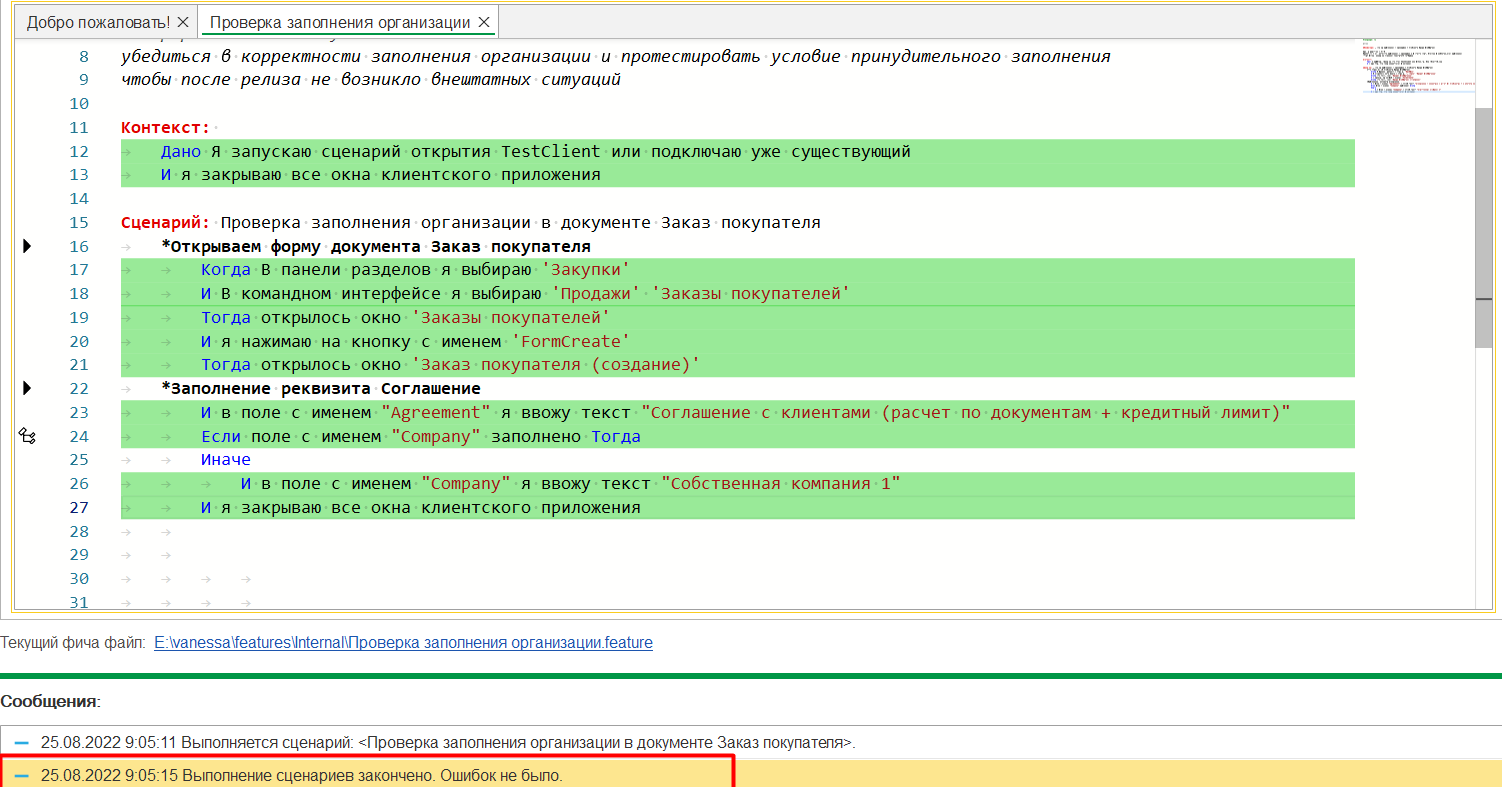 Добро пожаловать! × Проверка заполнения организации ×
8 убедиться в корректности заполнения организации и протестировать условие принудительного заполнения
9 чтобы после релиза не возникло внештатных ситуаций
10
11 Контекст:
12 Дано Я запускаю сценарий открытия TestClient или подключаю уже существующий
13 И я закрываю все окна клиентского приложения
14
15 Сценарий: Проверка заполнения организации в документе Заказ покупателя
16 *Открываем форму документа Заказ покупателя
17 Когда В панели разделов я выбираю 'Закупки'
18 И В командном интерфейсе я выбираю 'Продажи' 'Заказы покупателей'
19 Тогда открылось окно 'Заказы покупателей'
20 И я нажимаю на кнопку с именем 'FormCreate'
21 Тогда открылось окно 'Заказ покупателя (создание)'
22 *Заполнение реквизита Соглашение
23 И в поле с именем "Agreement" я ввожу текст "Соглашение с клиентами (расчет по документам + кредитный лимит)"
24 Если поле с именем "Company" заполнено Тогда
25 Иначе
26 И в поле с именем "Company" я ввожу текст "Собственная компания 1"
27 И я закрываю все окна клиентского приложения
28
29
30
31
Текущий фича файл: E:\vanessa\features\Internal\Проверка заполнения организации.feature
Сообщения:
25.08.2022 9:05:11 Выполняется сценарий: <Проверка заполнения организации в документе Заказ покупателя>.
25.08.2022 9:05:15 Выполнение сценариев закончено. Ошибок не было.